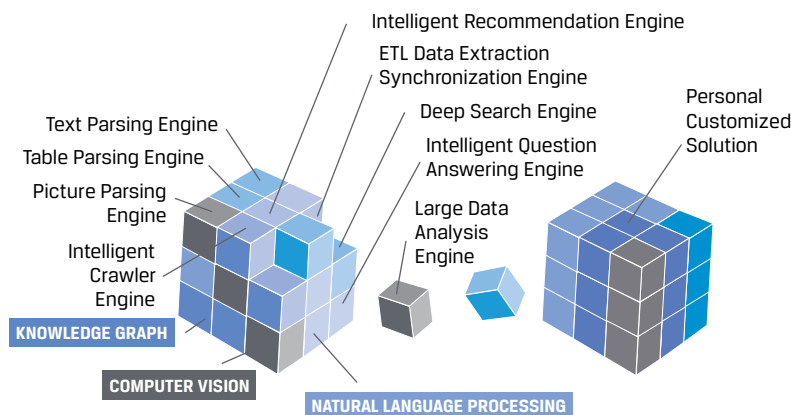 Intelligent Recommendation Engine
ETL Data Extraction
Synchronization Engine
Deep Search Engine
Intelligent Question
Answering Engine
Large Data
Analysis
Engine
Personal
Customized
Solution
Text Parsing Engine
Table Parsing Engine
Picture Parsing
Engine
Intelligent
Crawler
Engine
KNOWLEDGE GRAPH
COMPUTER VISION
NATURAL LANGUAGE PROCESSING